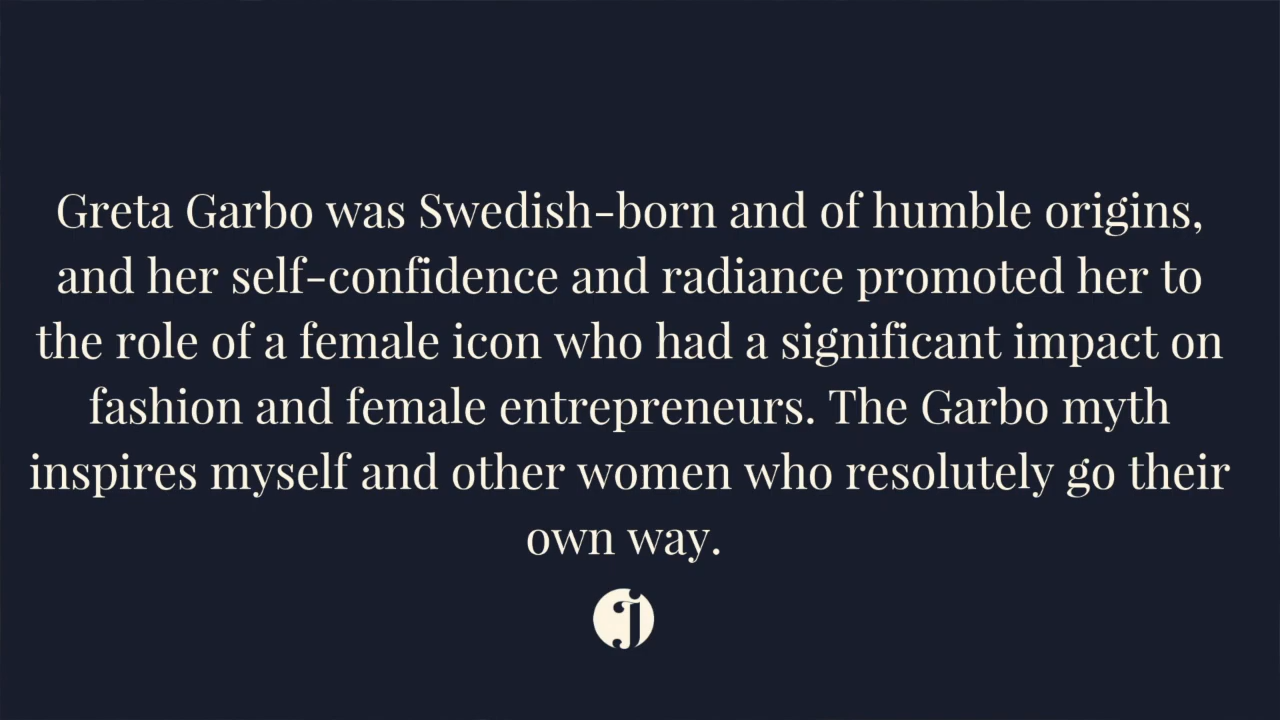 Greta Garbo was Swedish-born and of humble origins,
and her self-confidence and radiance promoted her to
the role of a female icon who had a significant impact on
fashion and female entrepreneurs. The Garbo myth
inspires myself and other women who resolutely go their
own way.
J